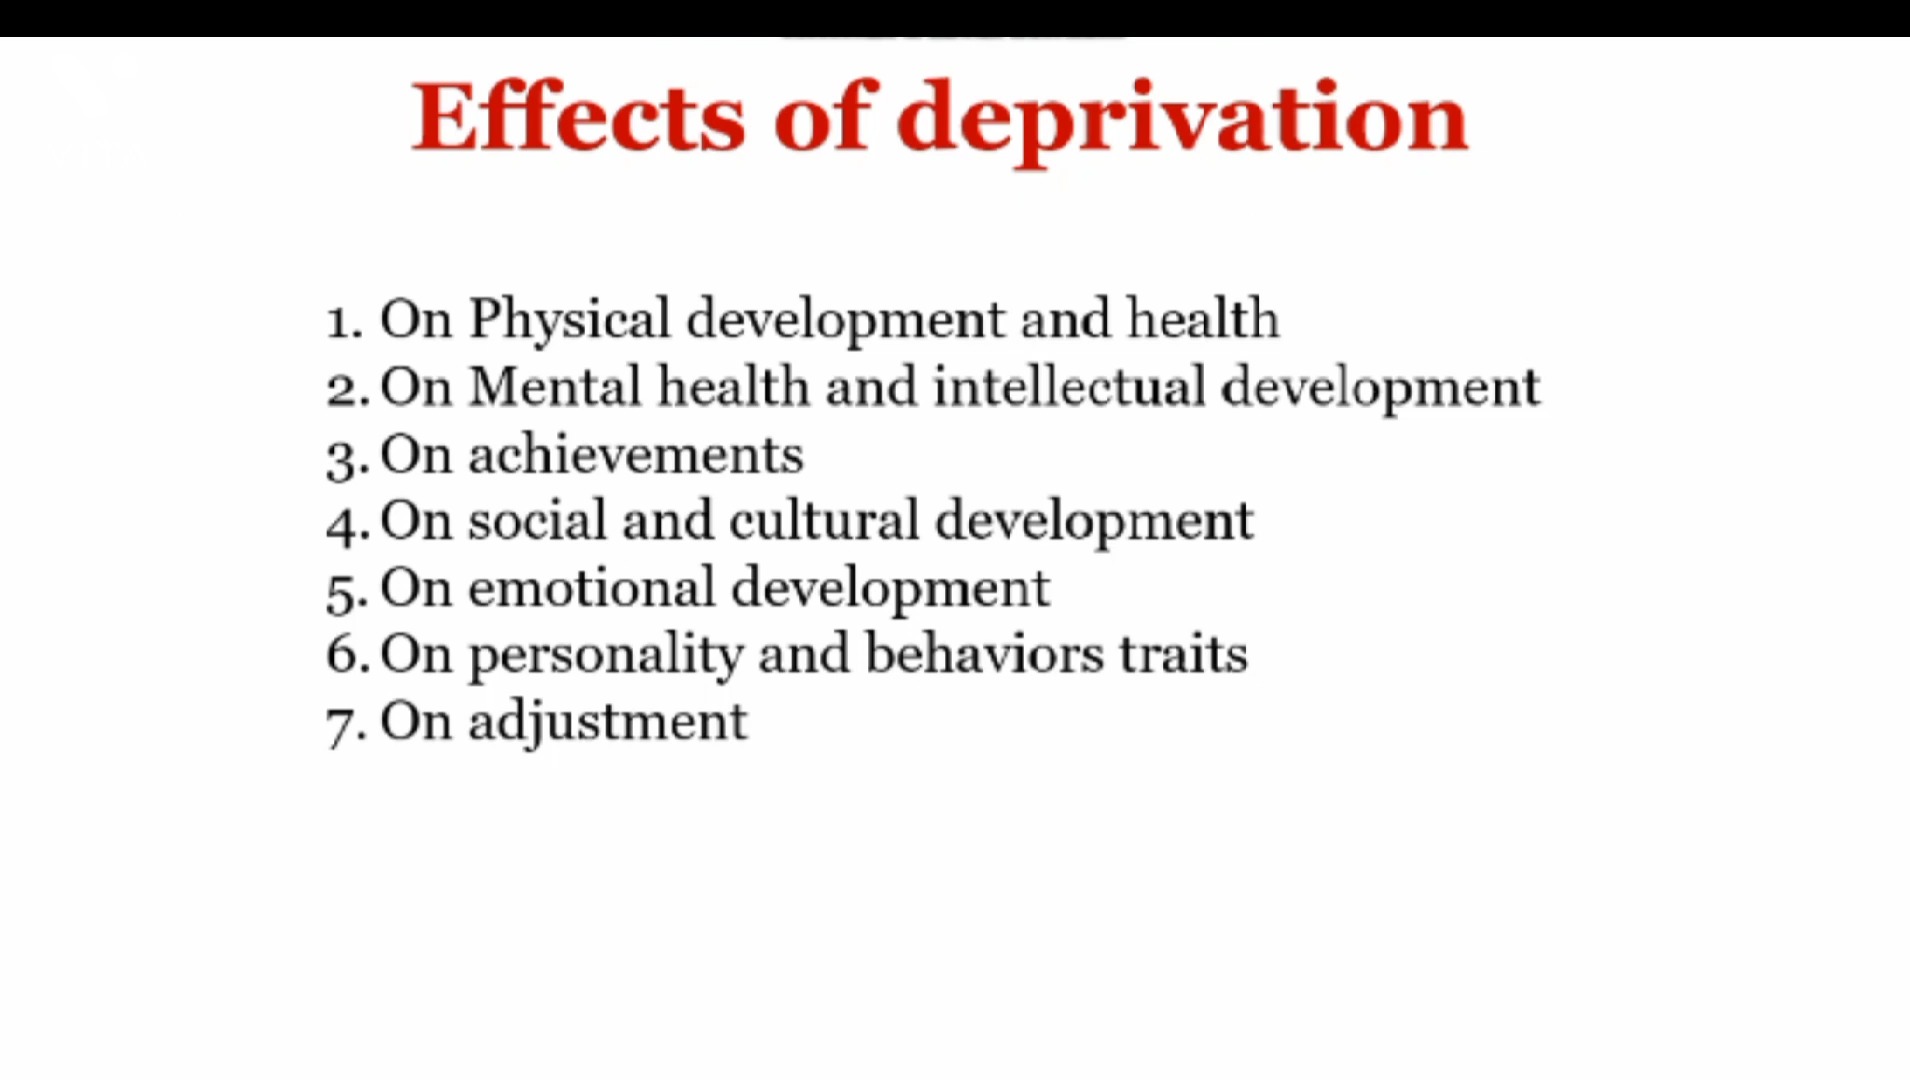 Effects of deprivation
1. On Physical development and health
2. On Mental health and intellectual development
3. On achievements
4. On social and cultural development
5. On emotional development
6. On personality and behaviors traits
7. On adjustment